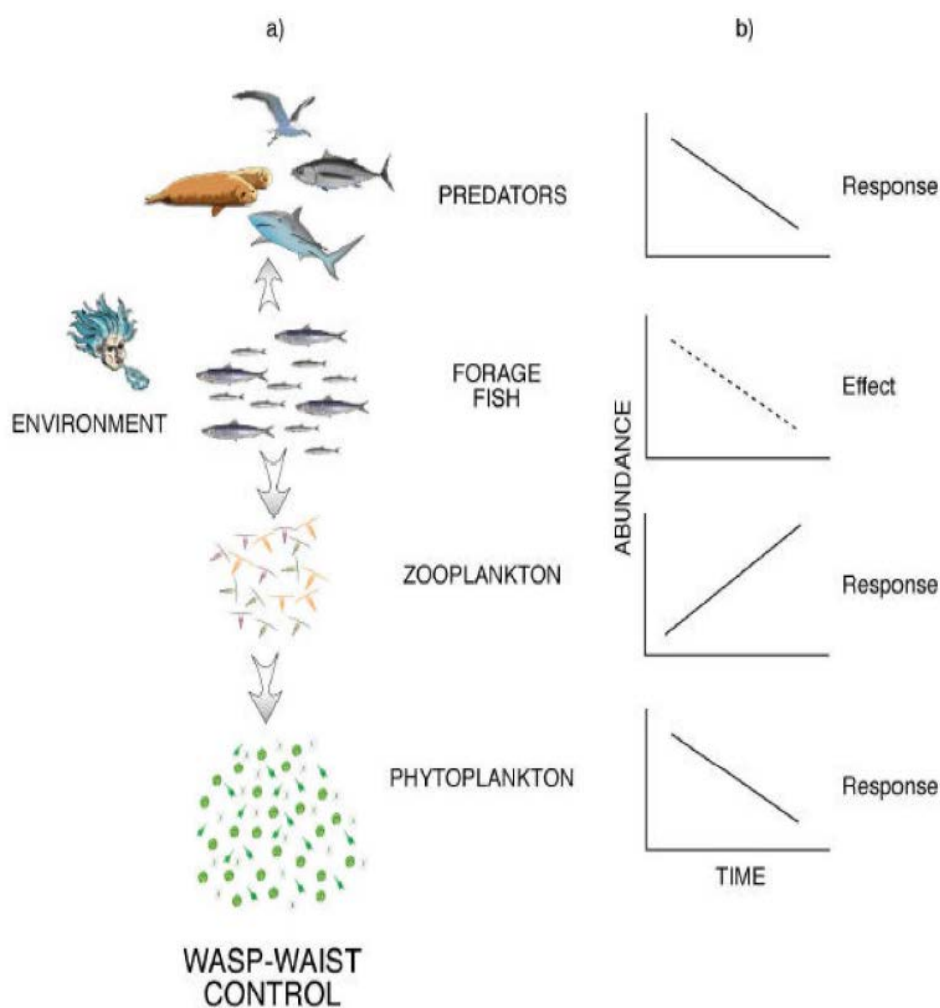 a)
b)
PREDATORS
Response
ENVIRONMENT
FORAGE
FISH
Effect
ABUNDANCE
ZOOPLANKTON
Response
PHYTOPLANKTON
Response
TIME
WASP-WAIST
CONTROL